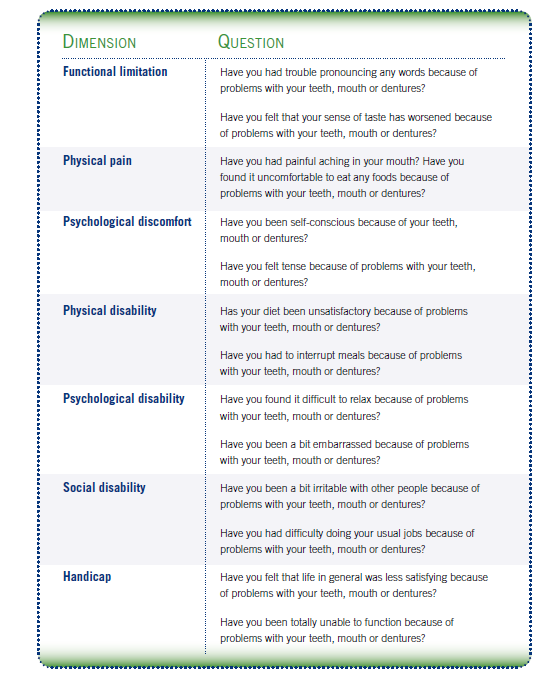 DIMENSION QUESTION
Functional limitation Have you had trouble pronouncing any words because of
problems with your teeth, mouth or dentures?
Have you felt that your sense of taste has worsened because
of problems with your teeth, mouth or dentures?
Physical pain Have you had painful aching in your mouth? Have you
found it uncomfortable to eat any foods because of
problems with your teeth, mouth or dentures?
Psychological discomfort Have you been self-conscious because of your teeth,
mouth or dentures?
Have you felt tense because of problems with your teeth,
mouth or dentures?
Physical disability Has your diet been unsatisfactory because of problems
with your teeth, mouth or dentures?
Have you had to interrupt meals because of problems
with your teeth, mouth or dentures?
Psychological disability Have you found it difficult to relax because of problems
with your teeth, mouth or dentures?
Have you been a bit embarrassed because of problems
with your teeth, mouth or dentures?
Social disability Have you been a bit irritable with other people because of
problems with your teeth, mouth or dentures?
Have you had difficulty doing your usual jobs because of
problems with your teeth, mouth or dentures?
Handicap Have you felt that life in general was less satisfying because
of problems with your teeth, mouth or dentures?
Have you been totally unable to function because of
problems with your teeth, mouth or dentures?